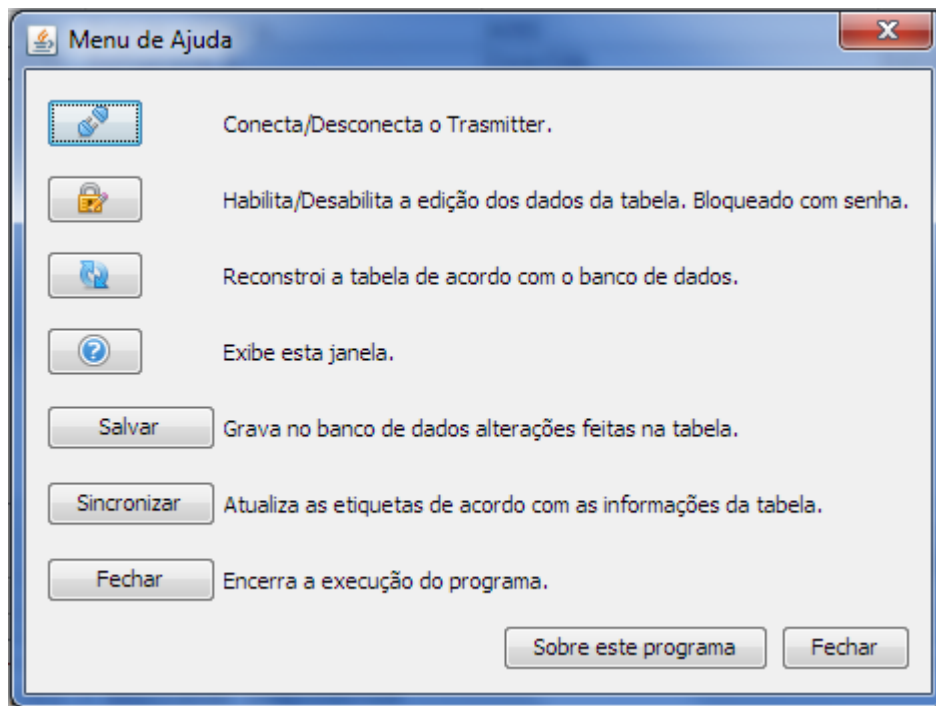 Menu de Ajuda
Conecta/Desconecta o Trasmitter.
Habilita/Desabilita a edição dos dados da tabela. Bloqueado com senha.
Reconstroi a tabela de acordo com o banco de dados.
Exibe esta janela.
Salvar Grava no banco de dados alterações feitas na tabela.
Sincronizar Atualiza as etiquetas de acordo com as informações da tabela.
Fechar Encerra a execução do programa.
Sobre este programa Fechar